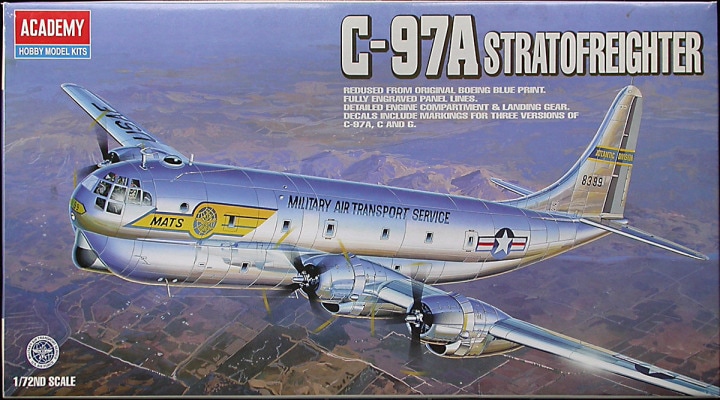 ACADEMY
HOBBY MODEL KITS
C-97A STRATOFREIGHTER
REDUSED FROM ORIGINAL BOEING BLUE PRINT.
FULLY ENGRAVED PANEL LINES.
DETAILED ENGINE COMPARTMENT & LANDING GEAR.
DECALS INCLUDE MARKINGS FOR THREE VERSIONS OF
C-97A, C AND G.
ATLANTIC DIVISION
8399
MILITARY AIR TRANSPORT SERVICE
MATS
1/72ND SCALE